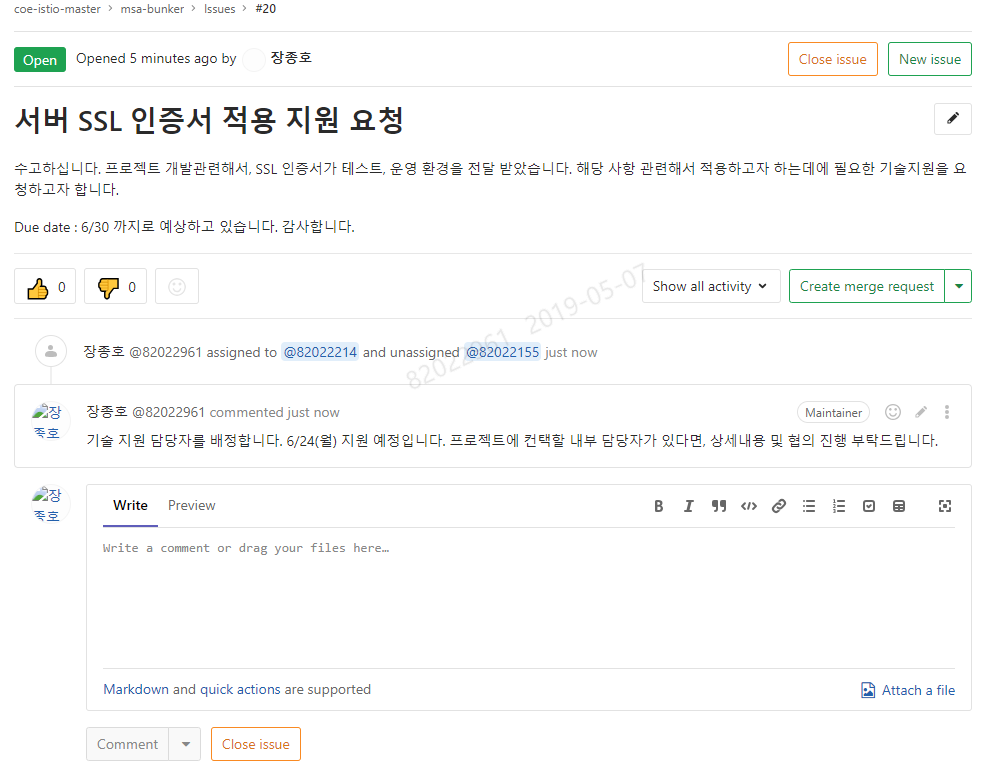 coe-istio-master > msa-bunker > Issues > #20
Open Opened 5 minutes ago by 장종호 Close issue New issue
서버 SSL 인증서 적용 지원 요청
수고하십니다. 프로젝트 개발관련해서, SSL 인증서가 테스트, 운영 환경을 전달 받았습니다. 해당 사항 관련해서 적용하고자 하는데에 필요한 기술지원을 요
청하고자 합니다.
Due date : 6/30 까지로 예상하고 있습니다. 감사합니다.
0 0 Show all activity Create merge request
82022961 2019-05-07
장종호 @82022961 assigned to @82022214 and unassigned @82022155 just now
장종호 @82022961 commented just now Maintainer
장
종호
기술 지원 담당자를 배정합니다. 6/24(월) 지원 예정입니다. 프로젝트에 컨택할 내부 담당자가 있다면, 상세내용 및 협의 진행 부탁드립니다.
장
종호
Write Preview
Write a comment or drag your files here…
Markdown and quick actions are supported Attach a file
Comment Close issue